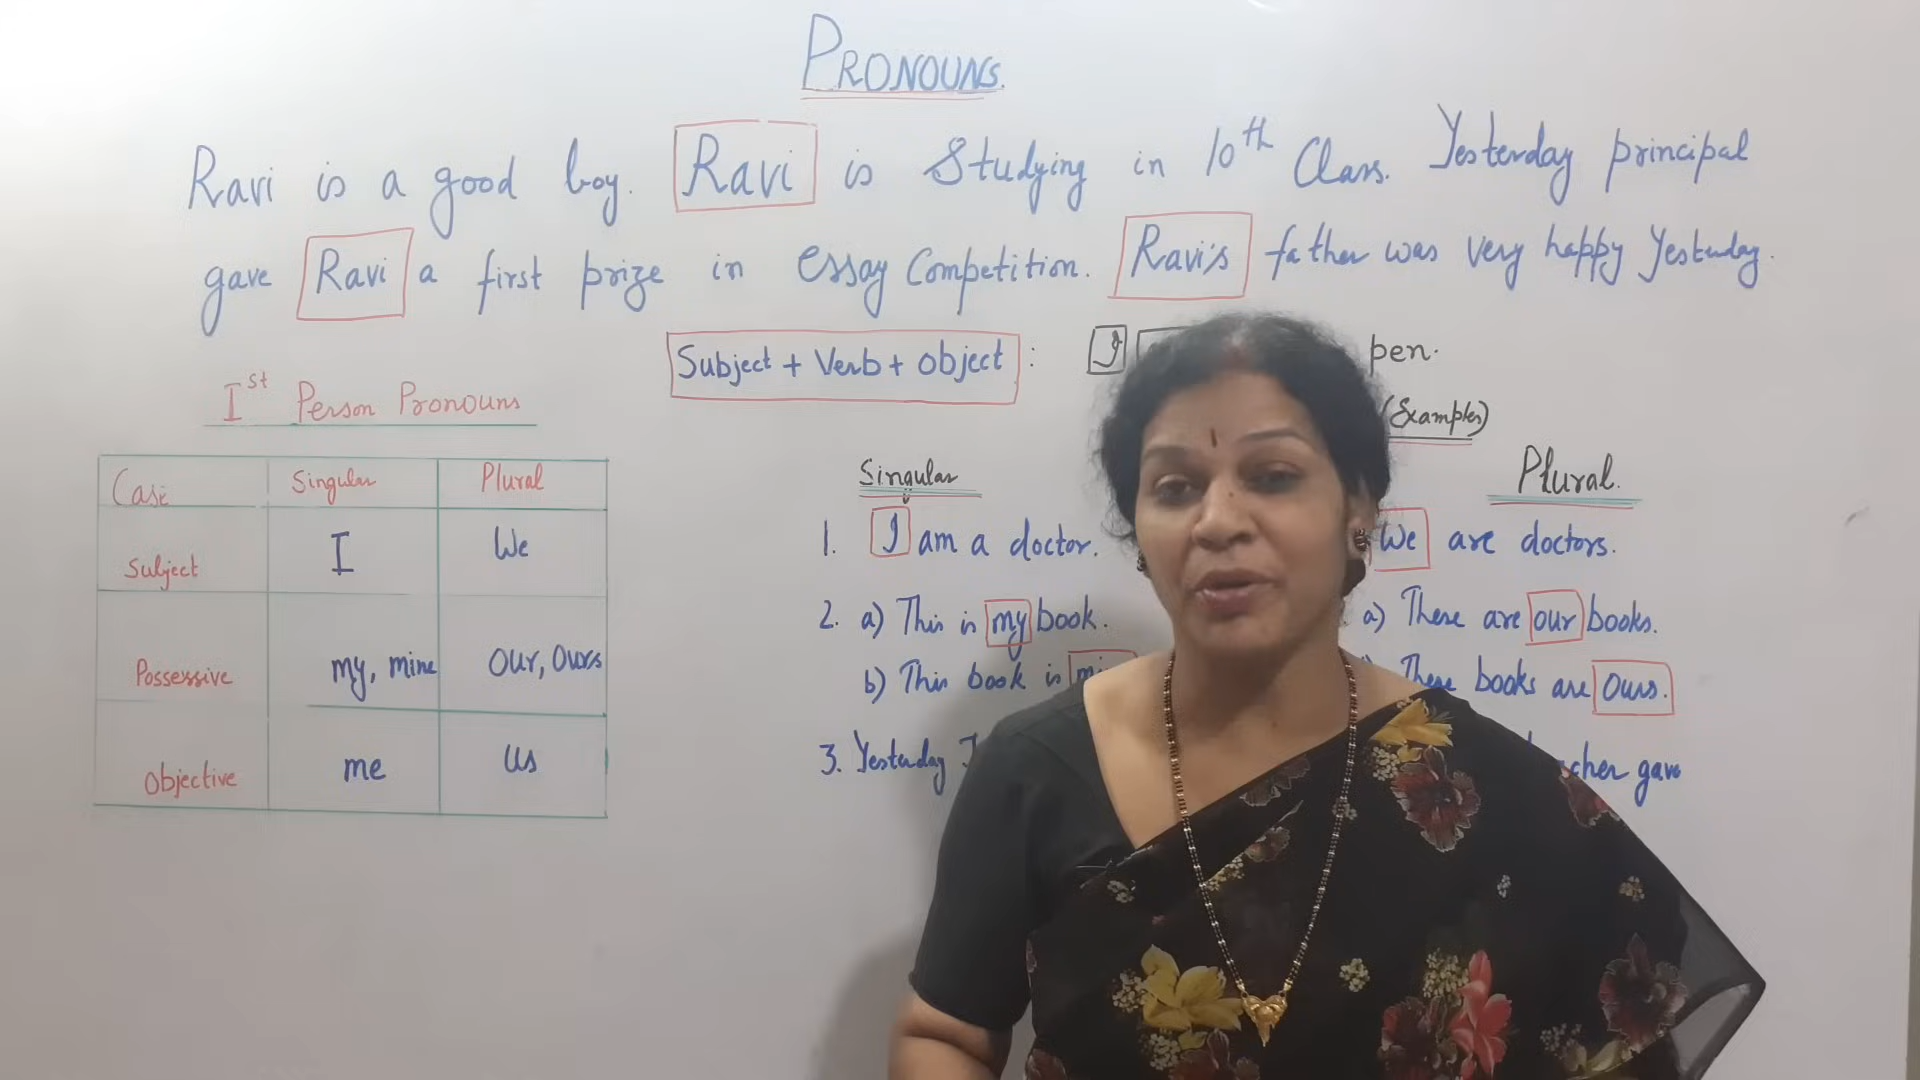 PRONOUNS.
Ravi is a good boy. Ravi is Studying in 10th Class. Yesterday principal
gave Ravi a first prize in essay Competition. Ravi's father was very happy Yesterday.
Subject + Verb + object : I pen.
Ist Person Pronouns
(Examples)
Case Singular Plural
Subject I We
Possessive my, mine our, ours
Objective me us
Singular Plural.
1. I am a doctor. We are doctors.
2. a) This is my book. a) These are our books.
b) This book is These books are ours.
3. Yesterday gave